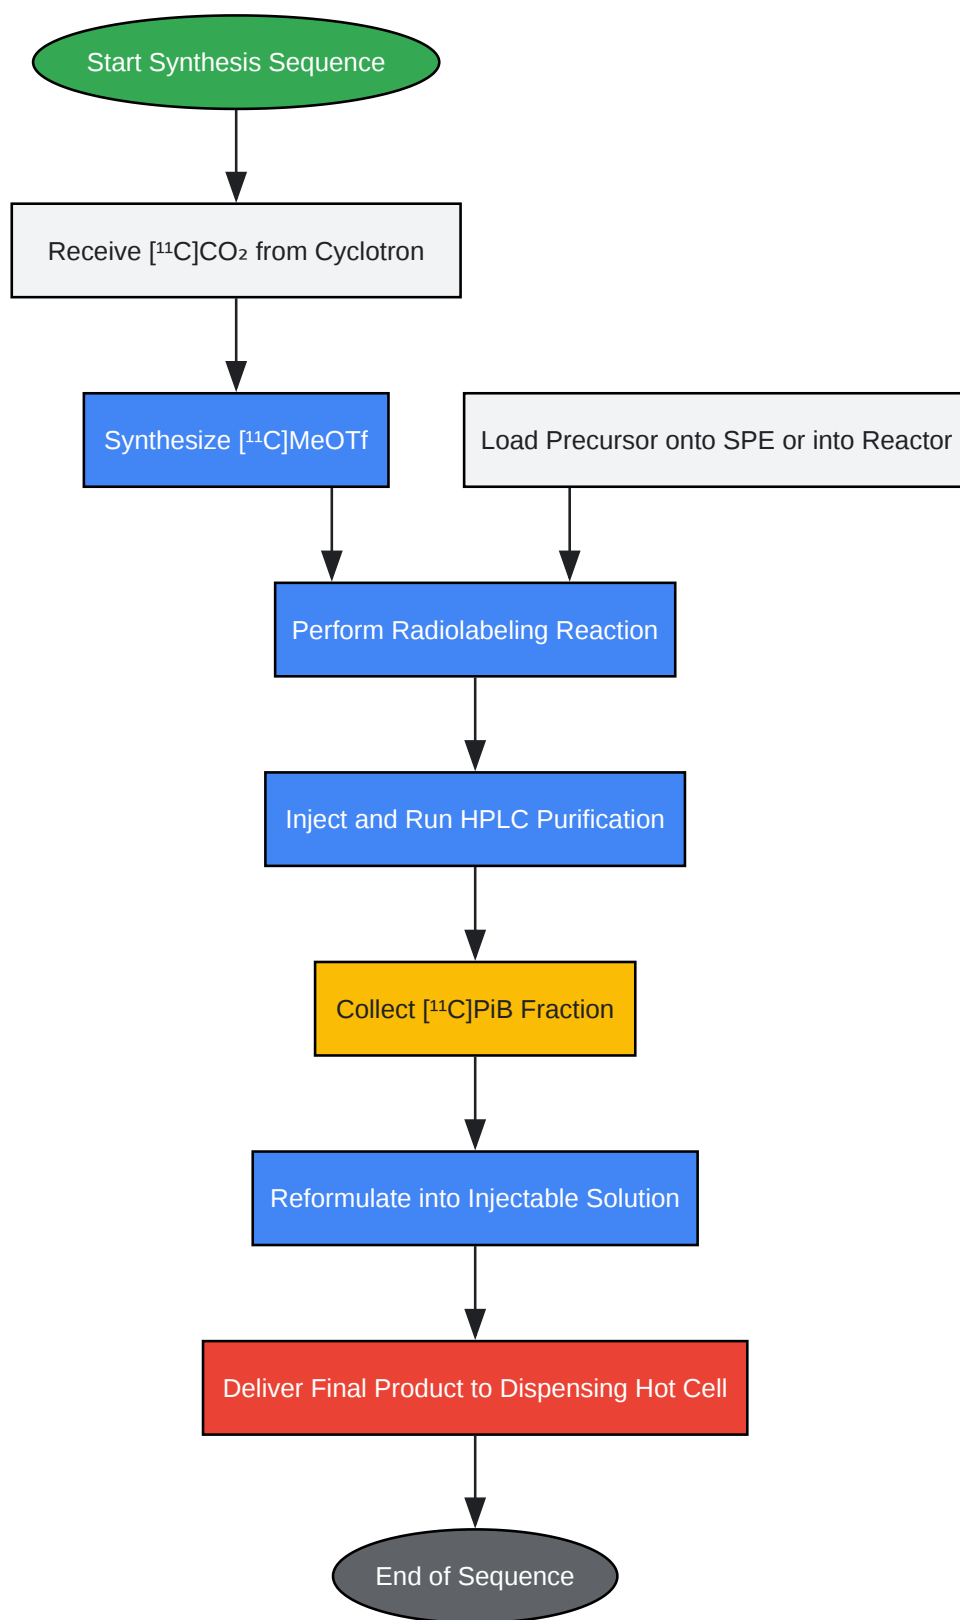 Start Synthesis Sequence
Receive [¹¹C]CO₂ from Cyclotron
Synthesize [¹¹C]MeOTf
Load Precursor onto SPE or into Reactor
Perform Radiolabeling Reaction
Inject and Run HPLC Purification
Collect [¹¹C]PiB Fraction
Reformulate into Injectable Solution
Deliver Final Product to Dispensing Hot Cell
End of Sequence